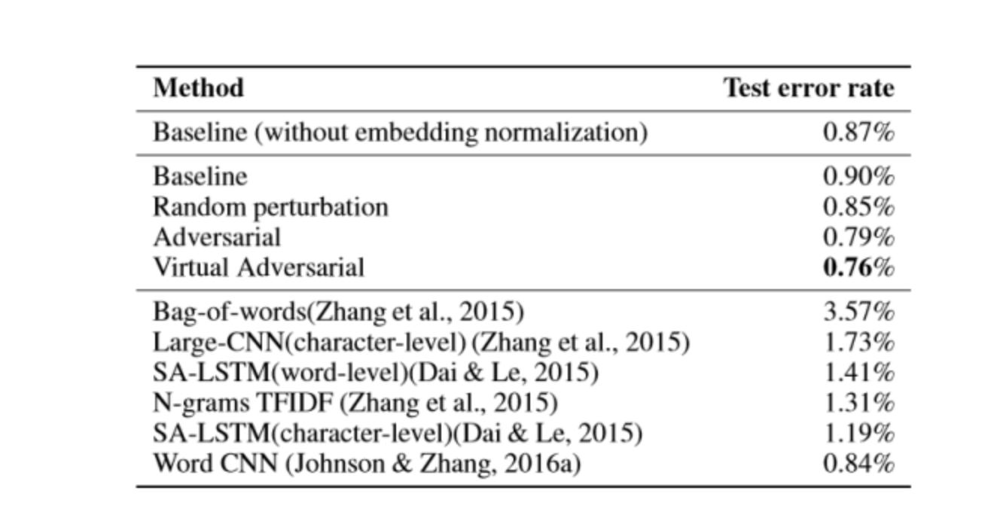 Method Test error rate
Baseline (without embedding normalization) 0.87%
Baseline 0.90%
Random perturbation 0.85%
Adversarial 0.79%
Virtual Adversarial 0.76%
Bag-of-words(Zhang et al., 2015) 3.57%
Large-CNN(character-level) (Zhang et al., 2015) 1.73%
SA-LSTM(word-level)(Dai & Le, 2015) 1.41%
N-grams TFIDF (Zhang et al., 2015) 1.31%
SA-LSTM(character-level)(Dai & Le, 2015) 1.19%
Word CNN (Johnson & Zhang, 2016a) 0.84%